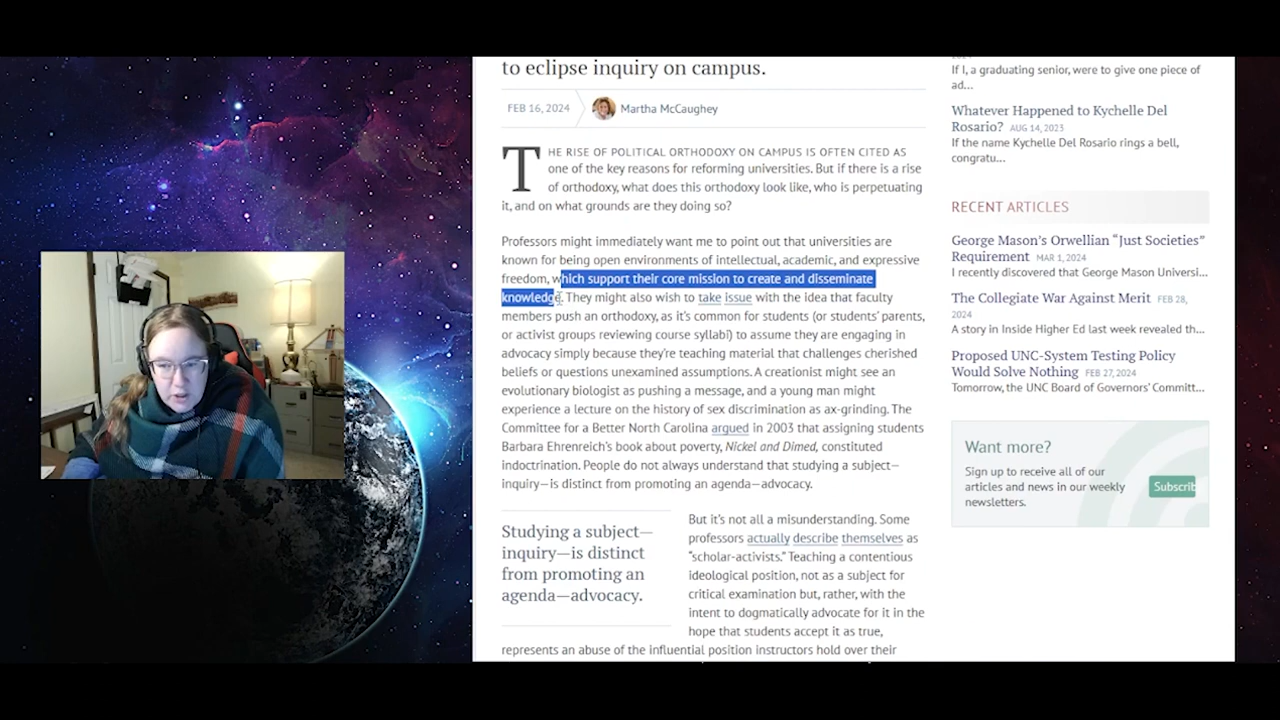 to eclipse inquiry on campus.
FEB 16, 2024
Martha McCaughey
THE RISE OF POLITICAL ORTHODOXY ON CAMPUS IS OFTEN CITED AS
one of the key reasons for reforming universities. But if there is a rise
of orthodoxy, what does this orthodoxy look like, who is perpetuating
it, and on what grounds are they doing so?
Professors might immediately want me to point out that universities are
known for being open environments of intellectual, academic, and expressive
freedom, which support their core mission to create and disseminate
knowledge. They might also wish to take issue with the idea that faculty
members push an orthodoxy, as it's common for students (or students' parents,
or activist groups reviewing course syllabi) to assume they are engaging in
advocacy simply because they're teaching material that challenges cherished
beliefs or questions unexamined assumptions. A creationist might see an
evolutionary biologist as pushing a message, and a young man might
experience a lecture on the history of sex discrimination as ax-grinding. The
Committee for a Better North Carolina argued in 2003 that assigning students
Barbara Ehrenreich's book about poverty, Nickel and Dimed, constituted
indoctrination. People do not always understand that studying a subject—
inquiry—is distinct from promoting an agenda—advocacy.
Studying a subject—
inquiry—is distinct
from promoting an
agenda—advocacy.
But it's not all a misunderstanding. Some
professors actually describe themselves as
"scholar-activists." Teaching a contentious
ideological position, not as a subject for
critical examination but, rather, with the
intent to dogmatically advocate for it in the
hope that students accept it as true,
represents an abuse of the influential position instructors hold over their
If I, a graduating senior, were to give one piece of
ad...
Whatever Happened to Kychelle Del
Rosario? AUG 14, 2023
If the name Kychelle Del Rosario rings a bell,
congratu...
RECENT ARTICLES
George Mason's Orwellian “Just Societies”
Requirement MAR 1, 2024
I recently discovered that George Mason Universi...
The Collegiate War Against Merit FEB 28,
2024
A story in Inside Higher Ed last week revealed th...
Proposed UNC-System Testing Policy
Would Solve Nothing FEB 27, 2024
Tomorrow, the UNC Board of Governors' Committ...
Want more?
Sign up to receive all of our
articles and news in our weekly
newsletters.
Subscrib